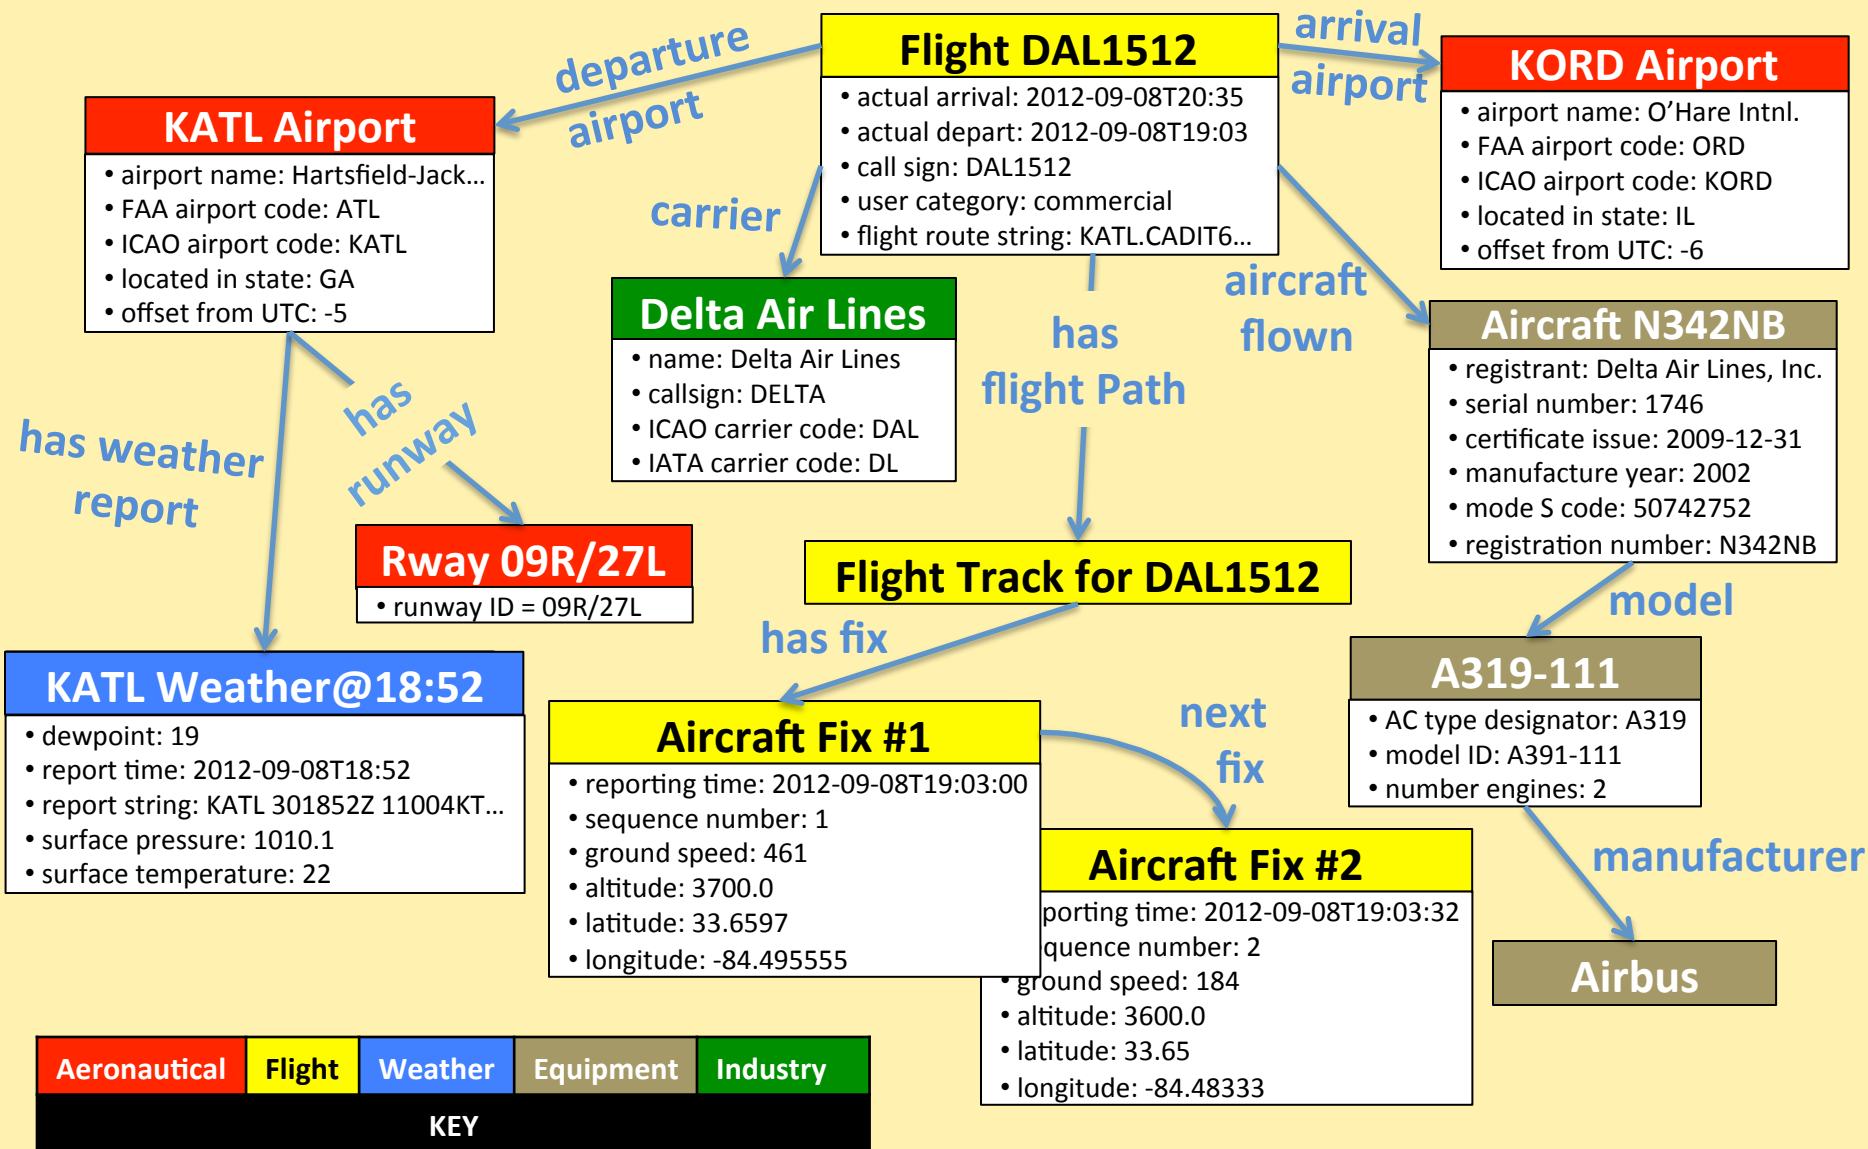 Flight DAL1512
• actual arrival: 2012-09-08T20:35
• actual depart: 2012-09-08T19:03
• call sign: DAL1512
• user category: commercial
• flight route string: KATL.CADIT6...
departure
airport
arrival
airport
KORD Airport
• airport name: O’Hare Intnl.
• FAA airport code: ORD
• ICAO airport code: KORD
• located in state: IL
• offset from UTC: -6
KATL Airport
• airport name: Hartsfield-Jack...
• FAA airport code: ATL
• ICAO airport code: KATL
• located in state: GA
• offset from UTC: -5
carrier
Delta Air Lines
• name: Delta Air Lines
• callsign: DELTA
• ICAO carrier code: DAL
• IATA carrier code: DL
has
flight Path
aircraft
flown
Aircraft N342NB
• registrant: Delta Air Lines, Inc.
• serial number: 1746
• certificate issue: 2009-12-31
• manufacture year: 2002
• mode S code: 50742752
• registration number: N342NB
has weather
report
has
runway
Rway 09R/27L
• runway ID = 09R/27L
Flight Track for DAL1512
model
has fix
KATL Weather@18:52
• dewpoint: 19
• report time: 2012-09-08T18:52
• report string: KATL 301852Z 11004KT...
• surface pressure: 1010.1
• surface temperature: 22
Aircraft Fix #1
• reporting time: 2012-09-08T19:03:00
• sequence number: 1
• ground speed: 461
• altitude: 3700.0
• latitude: 33.6597
• longitude: -84.495555
next
fix
A319-111
• AC type designator: A319
• model ID: A391-111
• number engines: 2
manufacturer
Aircraft Fix #2
porting time: 2012-09-08T19:03:32
quence number: 2
• ground speed: 184
• altitude: 3600.0
• latitude: 33.65
• longitude: -84.48333
Airbus
Aeronautical Flight Weather Equipment Industry
KEY